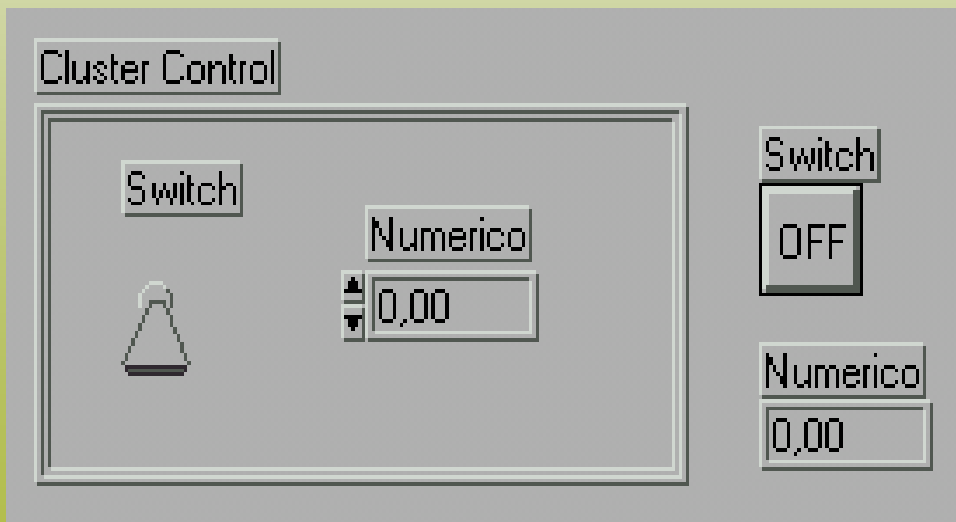 Cluster Control
Switch
Numerico
0,00
Switch
OFF
Numerico
0,00